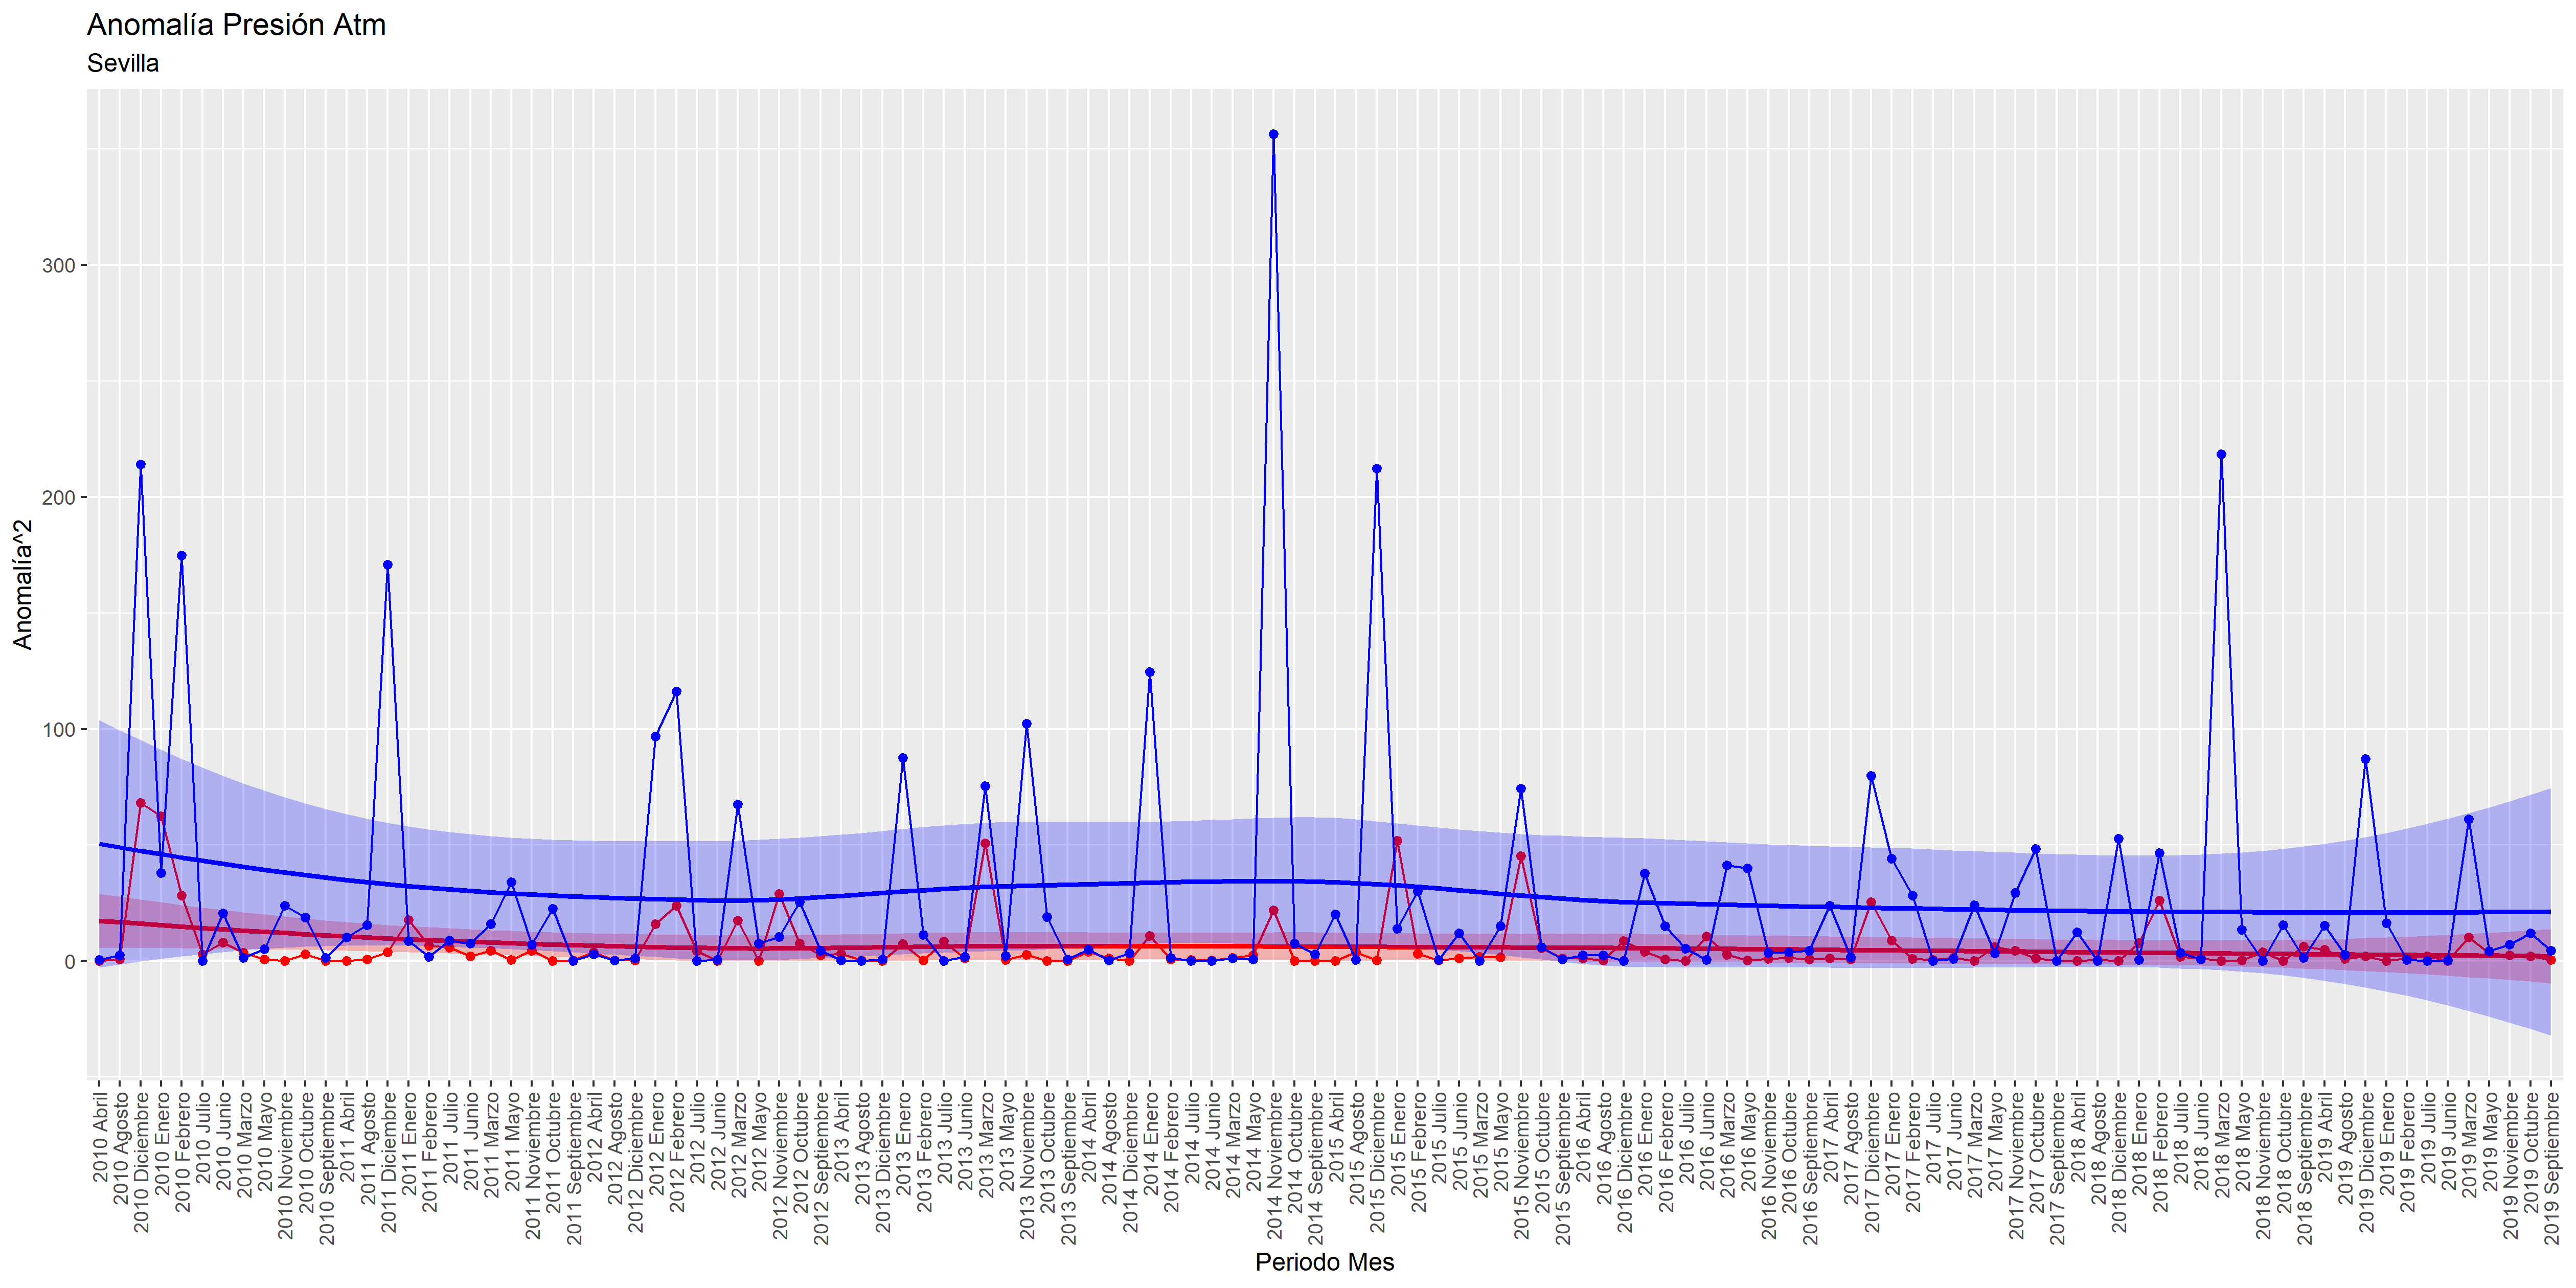 Anomalía Presión Atm
Sevilla
Anomalía^2
300
200
100
0
2010 Abril
2010 Agosto
2010 Diciembre
2010 Enero
2010 Febrero
2010 Julio
2010 Junio
2010 Marzo
2010 Mayo
2010 Noviembre
2010 Octubre
2010 Septiembre
2011 Abril
2011 Agosto
2011 Diciembre
2011 Enero
2011 Febrero
2011 Julio
2011 Junio
2011 Marzo
2011 Mayo
2011 Noviembre
2011 Octubre
2011 Septiembre
2012 Abril
2012 Agosto
2012 Diciembre
2012 Enero
2012 Febrero
2012 Julio
2012 Junio
2012 Marzo
2012 Mayo
2012 Noviembre
2012 Octubre
2012 Septiembre
2013 Abril
2013 Agosto
2013 Diciembre
2013 Enero
2013 Febrero
2013 Julio
2013 Junio
2013 Marzo
2013 Mayo
2013 Noviembre
2013 Octubre
2013 Septiembre
2014 Abril
2014 Agosto
2014 Diciembre
2014 Enero
2014 Febrero
2014 Julio
2014 Junio
2014 Marzo
2014 Mayo
2014 Noviembre
2014 Octubre
2014 Septiembre
2015 Abril
2015 Agosto
2015 Diciembre
2015 Enero
2015 Febrero
2015 Julio
2015 Junio
2015 Marzo
2015 Mayo
2015 Noviembre
2015 Octubre
2015 Septiembre
2016 Abril
2016 Agosto
2016 Diciembre
2016 Enero
2016 Febrero
2016 Julio
2016 Junio
2016 Marzo
2016 Mayo
2016 Noviembre
2016 Octubre
2016 Septiembre
2017 Abril
2017 Agosto
2017 Diciembre
2017 Enero
2017 Febrero
2017 Julio
2017 Junio
2017 Marzo
2017 Mayo
2017 Noviembre
2017 Octubre
2017 Septiembre
2018 Abril
2018 Agosto
2018 Diciembre
2018 Enero
2018 Febrero
2018 Julio
2018 Junio
2018 Marzo
2018 Mayo
2018 Noviembre
2018 Octubre
2018 Septiembre
2019 Abril
2019 Agosto
2019 Diciembre
2019 Enero
2019 Febrero
2019 Julio
2019 Junio
2019 Marzo
2019 Mayo
2019 Noviembre
2019 Octubre
2019 Septiembre
Periodo Mes